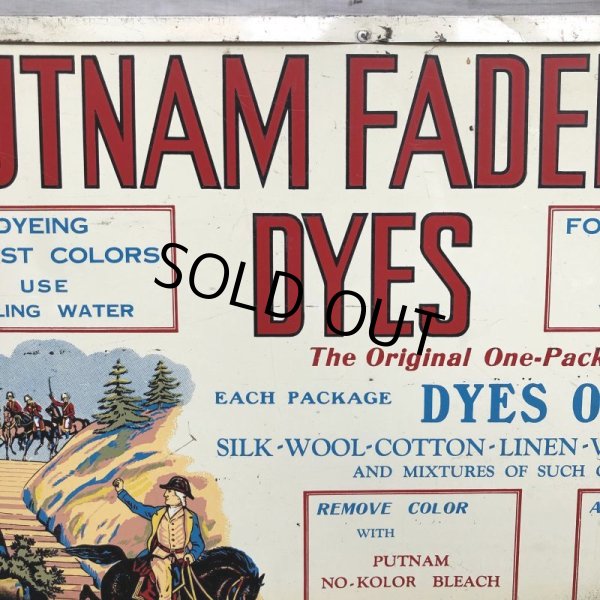 UTNAM FADE
DYES
DYEING
ST COLORS
USE
LING WATER
FO
SOLD OUT
The Original One-Pack
EACH PACKAGE DYES O
SILK-WOOL-COTTON-LINEN-
AND MIXTURES OF SUCH
REMOVE COLOR
WITH
PUTNAM
NO-KOLOR BLEACH
A